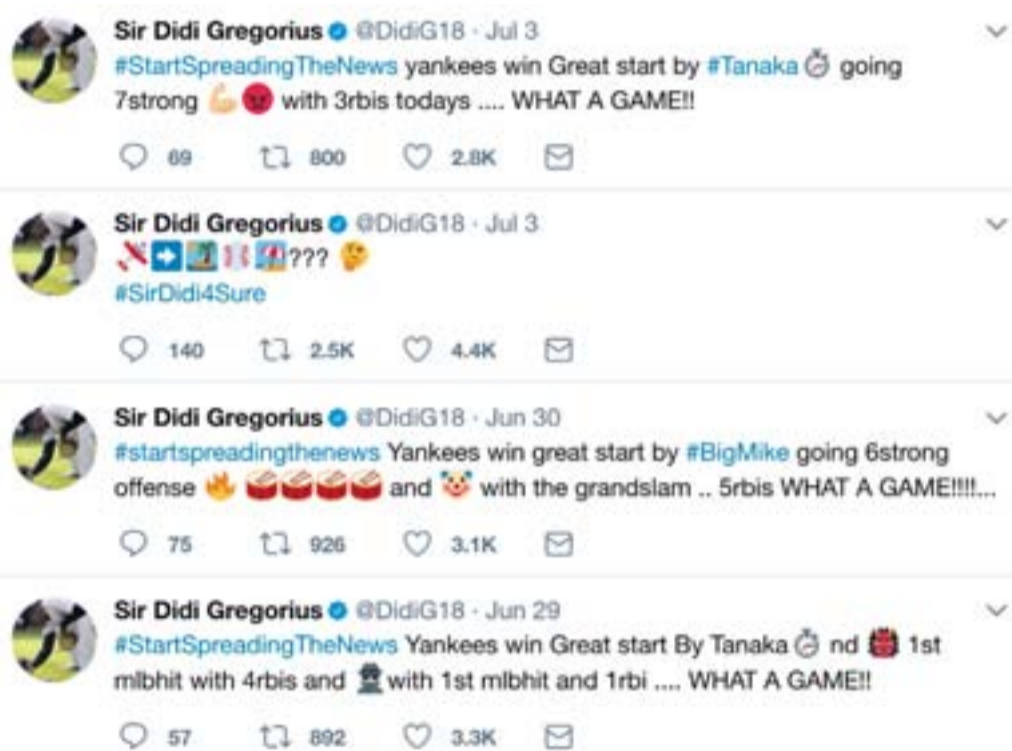 Sir Didi Gregorius @DidiG18 · Jul 3
#StartSpreadingTheNews yankees win Great start by #Tanaka ⏱ going
7strong 💪🏻😡 with 3rbis todays .... WHAT A GAME!!
69 800 2.8K
Sir Didi Gregorius @DidiG18 · Jul 3
🏏➡️🏝⚾🏖??? 🤔
#SirDidi4Sure
140 2.5K 4.4K
Sir Didi Gregorius @DidiG18 · Jun 30
#startspreadingthenews Yankees win great start by #BigMike going 6strong
offense 🔥 🥁🥁🥁🥁 and 🤡 with the grandslam .. 5rbis WHAT A GAME!!!!...
75 926 3.1K
Sir Didi Gregorius @DidiG18 · Jun 29
#StartSpreadingTheNews Yankees win Great start By Tanaka ⏱ nd 1st
mlbhit with 4rbis and with 1st mlbhit and 1rbi .... WHAT A GAME!!
57 892 3.3K